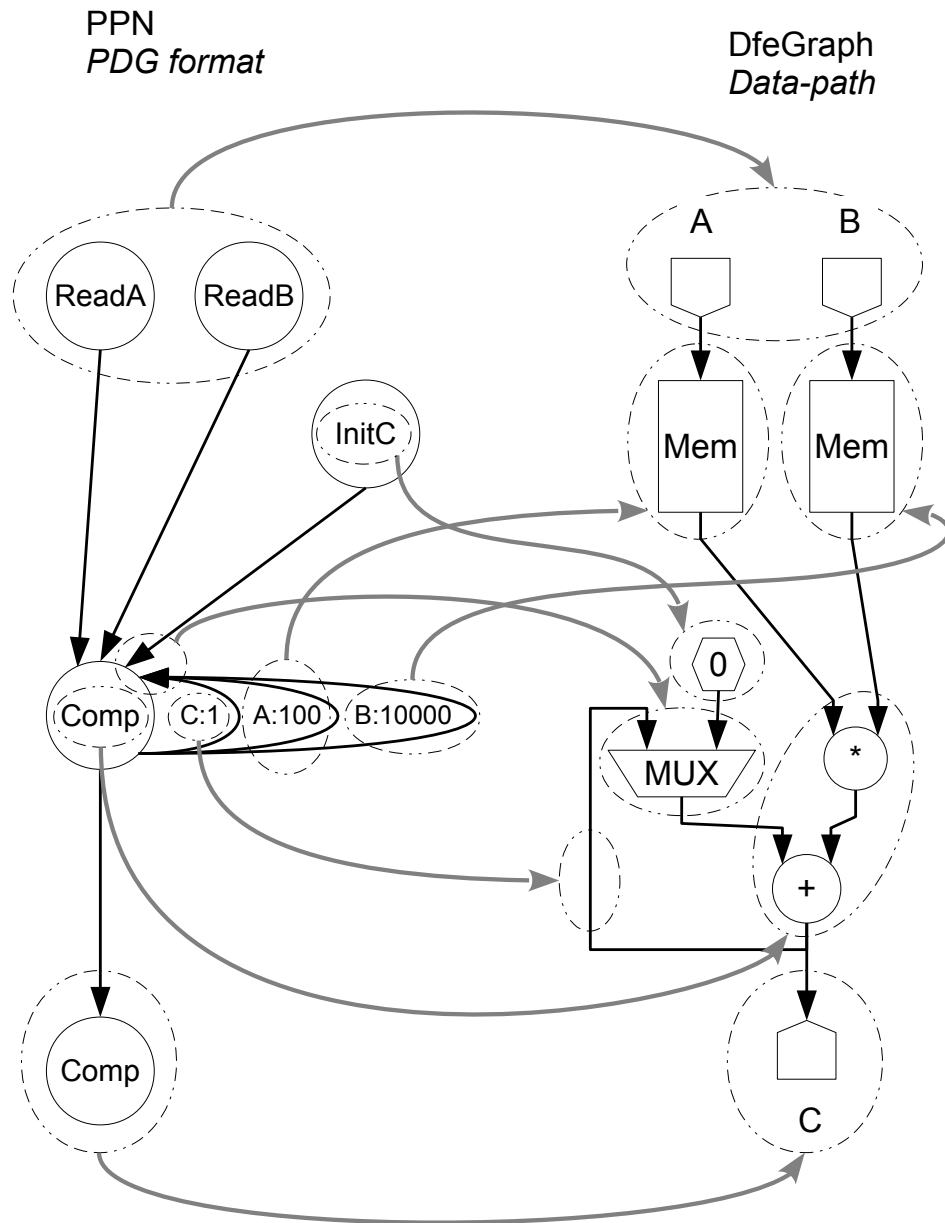 PPN
PDG format
DfeGraph
Data-path
A
B
ReadA
ReadB
InitC
Mem
Mem
0
Comp
C:1
A:100
B:10000
MUX
*
+
Comp
C